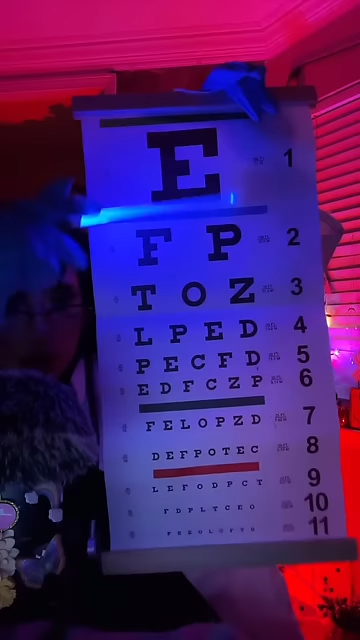 E 1
F P 2
T O Z 3
L P E D 4
P E C F D 5
E D F C Z P 6
F E L O P Z D 7
D E F P O T E C 8
L E F O D P C T 9
F D P L T C E O 10
P E Z O L C F T D 11